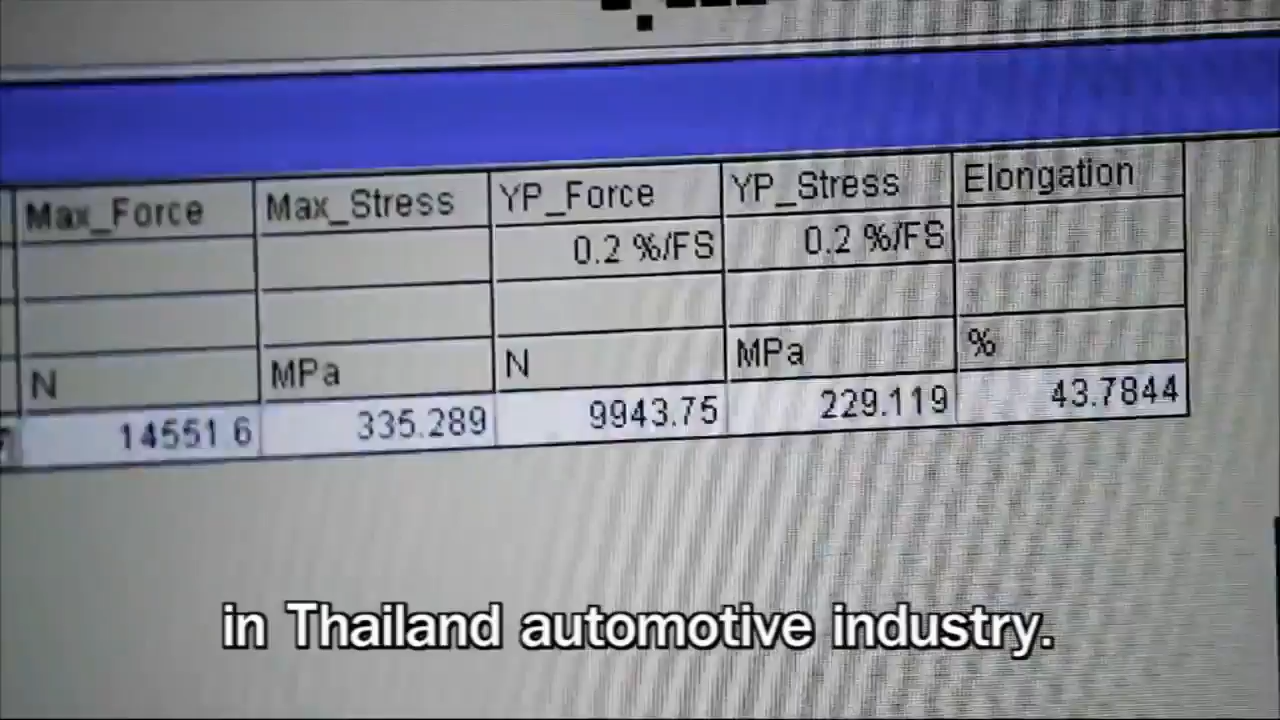 Max_Force Max_Stress YP_Force YP_Stress Elongation
0.2 %/FS 0.2 %/FS
N MPa N MPa %
14551.6 335.289 9943.75 229.119 43.7844
in Thailand automotive industry.